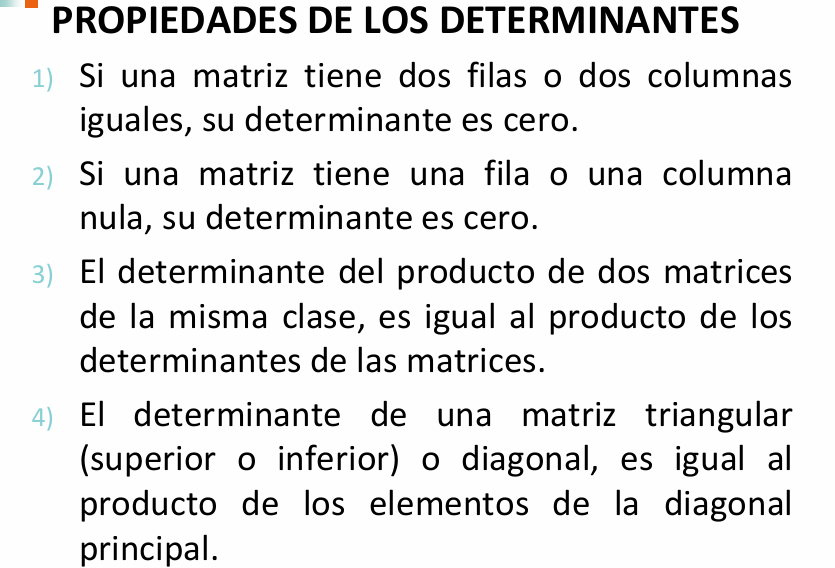 PROPIEDADES DE LOS DETERMINANTES
1) Si una matriz tiene dos filas o dos columnas
iguales, su determinante es cero.
2) Si una matriz tiene una fila o una columna
nula, su determinante es cero.
3) El determinante del producto de dos matrices
de la misma clase, es igual al producto de los
determinantes de las matrices.
4) El determinante de una matriz triangular
(superior o inferior) o diagonal, es igual al
producto de los elementos de la diagonal
principal.